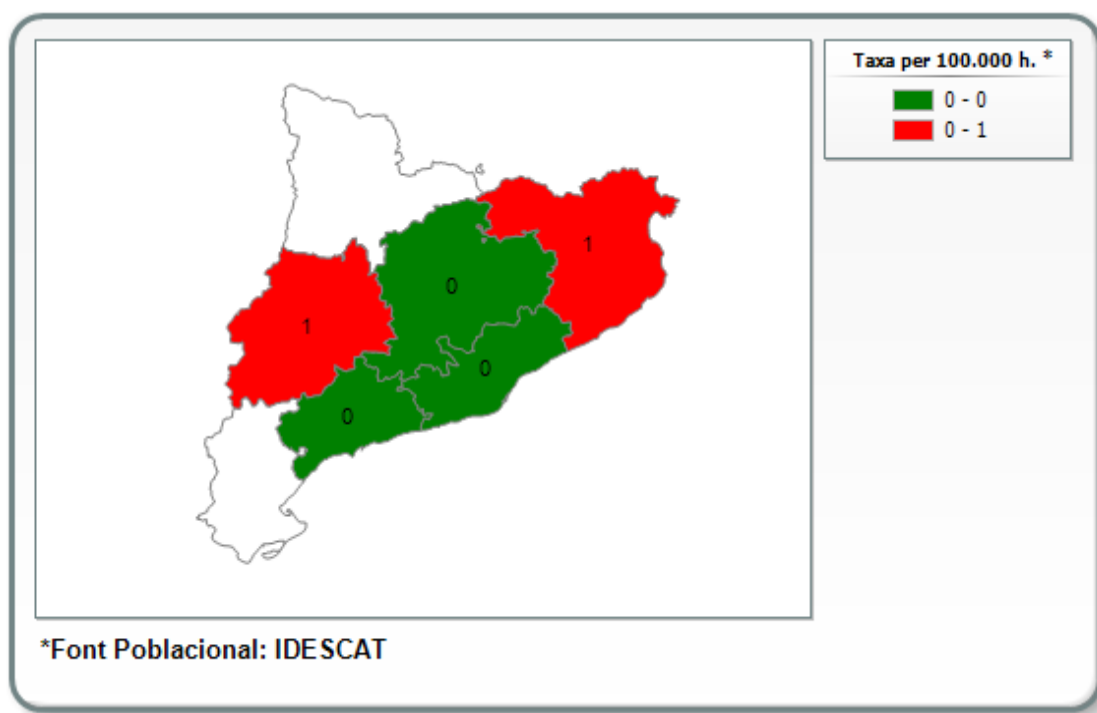 Taxa per 100.000 h. *
0 - 0
0 - 1
1
0
1
0
0
*Font Poblacional: IDESCAT